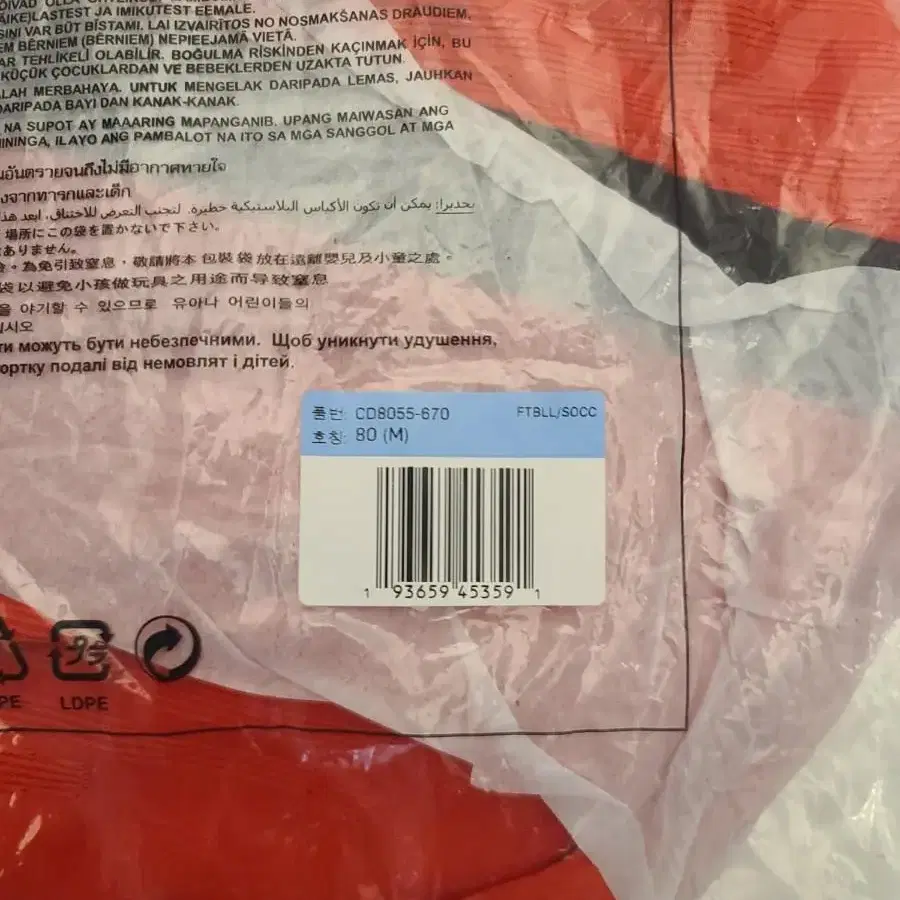 ÄIKE)LASTEST JA IMIKUTEST EEMALE.
VAR BŪT BĪSTAMI. LAI IZVAIRĪTOS NO NOSMAKŠANAS DRAUDIEM,
BĒRNIEM (BĒRNIEM) NEPIEEJAMĀ VIETĀ.
AR TEHLİKELİ OLABİLİR. BOĞULMA RİSKİNDEN KAÇINMAK İÇİN, BU
KÜÇÜK ÇOCUKLARDAN VE BEBEKLERDEN UZAKTA TUTUN.
ALAH MERBAHAYA. UNTUK MENGELAK DARIPADA LEMAS, JAUHKAN
DARIPADA BAYI DAN KANAK-KANAK.
NA SUPOT AY MAAARING MAPANGANIB. UPANG MAIWASAN ANG
ININGA, ILAYO ANG PAMBALOT NA ITO SA MGA SANGGOL AT MGA
อันตรายจนถึงไม่มีอากาศหายใจ
งจากทารกและเด็ก
تحذير: يمكن أن تكون الأكياس البلاستيكية خطيرة. لتجنب التعرض للاختناق، ابعد هذ
場所にこの袋を置かないで下さい。
ありません。
。為免引致窒息，敬請將本 包裝 袋 放在遠離嬰兒及小童之處。
袋以避免小孩做玩具之用途而导致窒息
을 야기할 수 있으므로 유아나 어린이들의
십시오
ти можуть бути небезпечними. Щоб уникнути удушення,
ортку подалі від немовлят і дітей.
품번: CD8055-670 FTBLL/SOCC
호칭: 80 (M)
1 93659 45359 1
PE LDPE